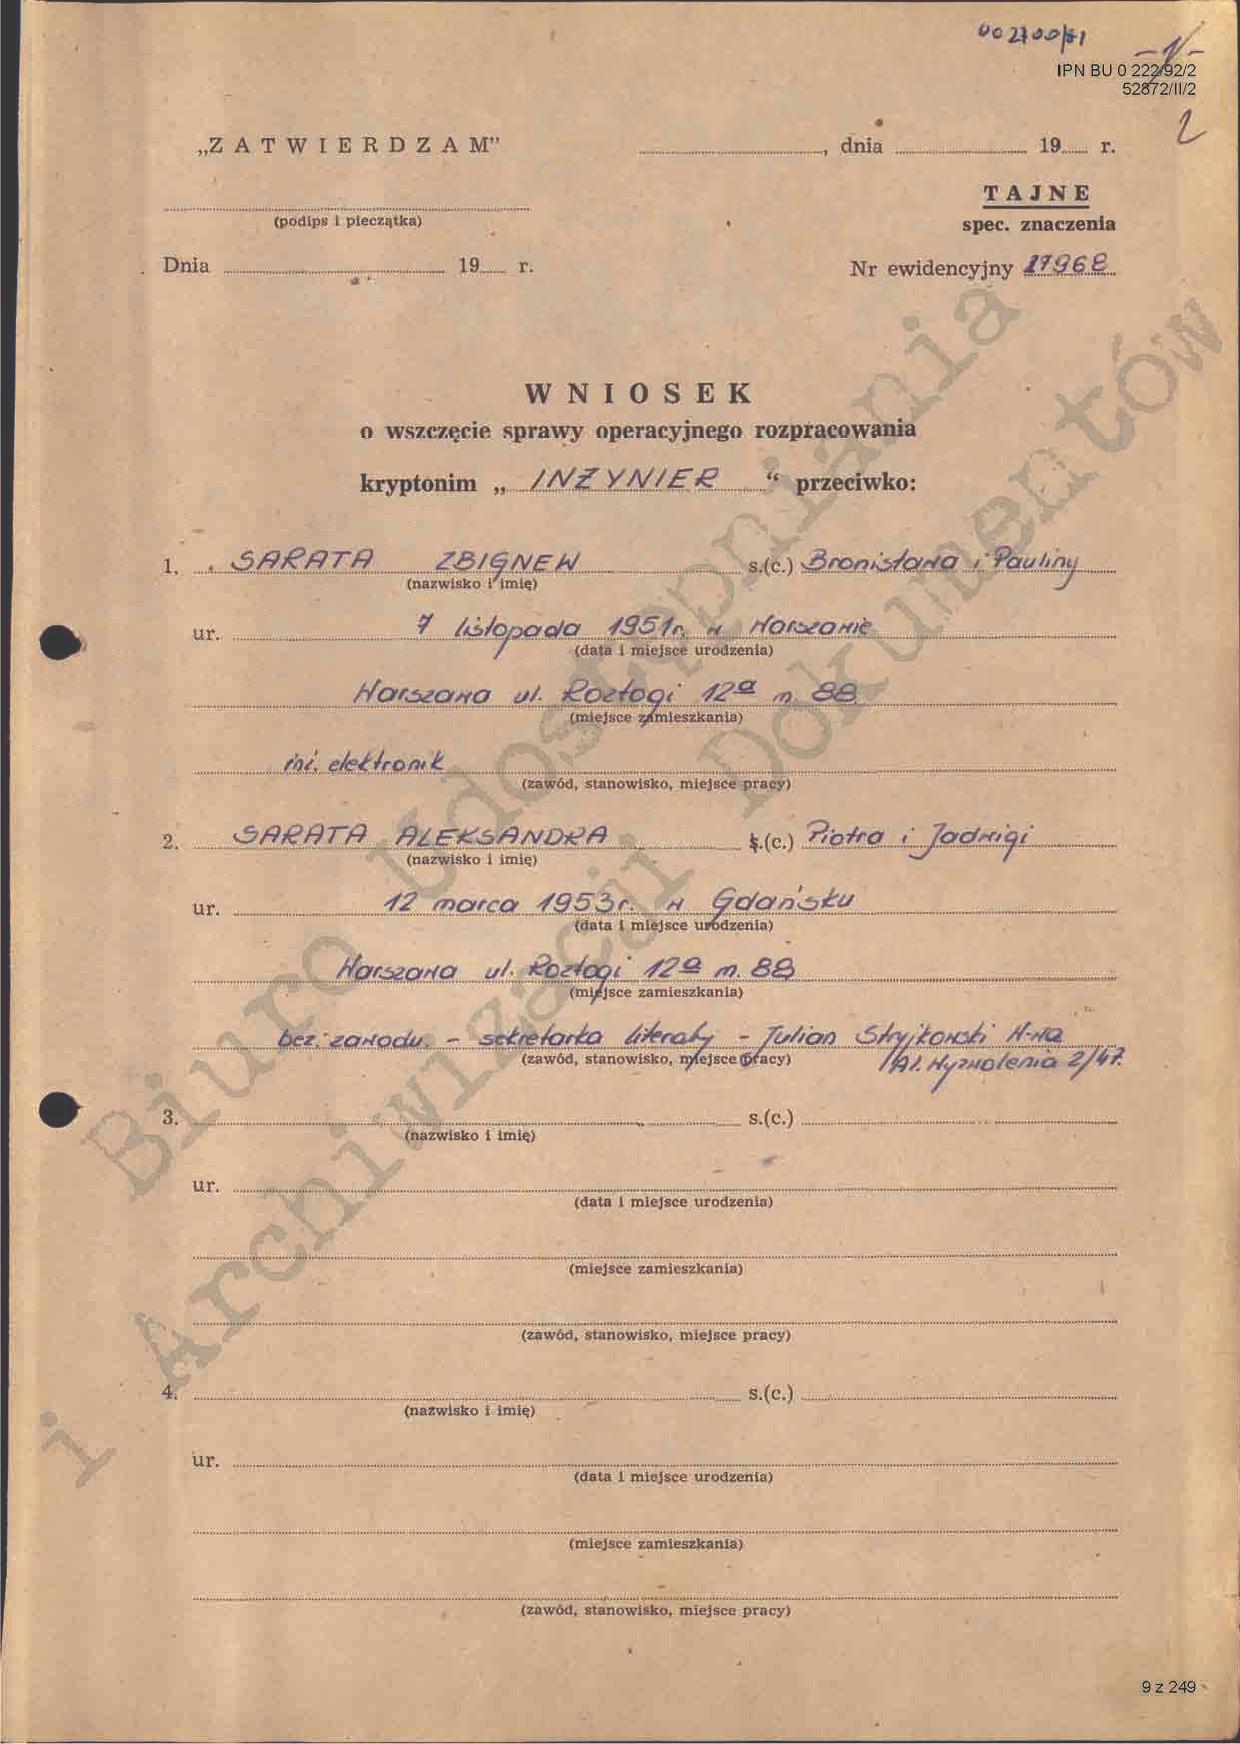 002700/81
-1-
IPN BU 0 222/92/2
52872/II/2
2
„ZATWIERDZAM” , dnia 19 r.
(podips i pieczątka)
TAJNE
spec. znaczenia
Dnia 19 r.
Nr ewidencyjny 27968
WNIOSEK
o wszczęcie sprawy operacyjnego rozpracowania
kryptonim „ INŻYNIER “ przeciwko:
1. SARATA ZBIGNEW s.(c.) Bronisława i Pauliny
(nazwisko i imię)
ur. 7 listopada 1951r. w Warszawie
(data i miejsce urodzenia)
Warszawa ul. Rozłogi 12a m. 88
(miejsce zamieszkania)
inż. elektronik
(zawód, stanowisko, miejsce pracy)
2. SARATA ALEKSANDRA s.(c.) Piotra i Jadwigi
(nazwisko i imię)
ur. 12 marca 1953r. w Gdańsku
(data i miejsce urodzenia)
Warszawa ul. Rozłogi 12a m. 88
(miejsce zamieszkania)
bez zawodu. - sekretarka literaty - Julian Stryjkowski W-wa
(zawód, stanowisko, miejsce pracy) Al. Wyzwolenia 2/47.
3. s.(c.)
(nazwisko i imię)
ur.
(data i miejsce urodzenia)
(miejsce zamieszkania)
(zawód, stanowisko, miejsce pracy)
4. s.(c.)
(nazwisko i imię)
ur.
(data i miejsce urodzenia)
(miejsce zamieszkania)
(zawód, stanowisko, miejsce pracy)
Biuro Udostępniania
i Archiwizacji Dokumentów
9 z 249